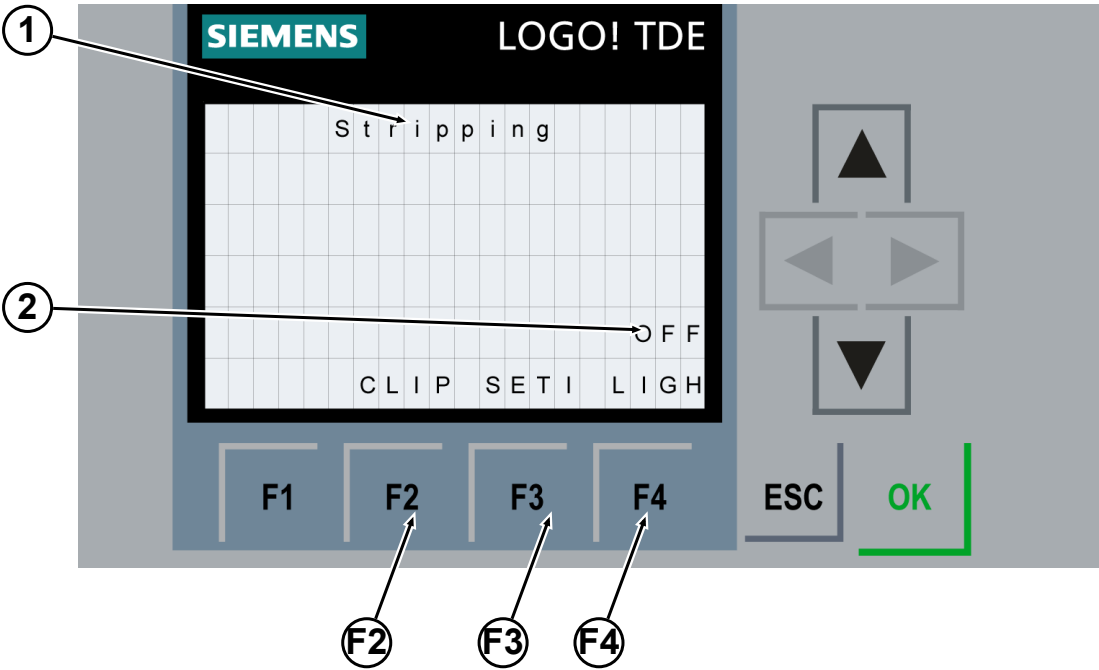 1
SIEMENS LOGO! TDE
Stripping
2
OFF
CLIP SETI LIGH
F1 F2 F3 F4 ESC OK
F2 F3 F4